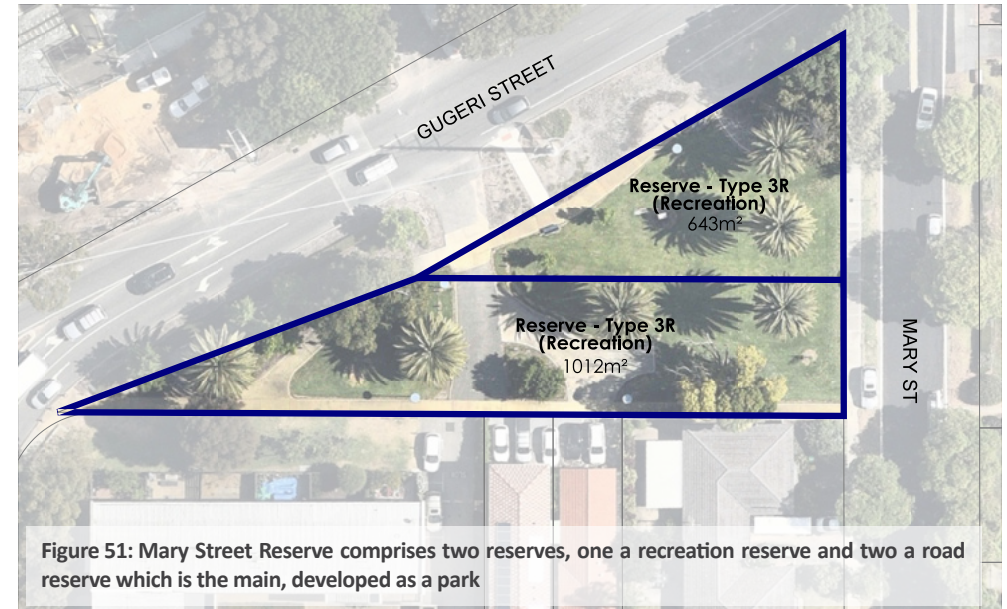 GUGERI STREET
Reserve - Type 3R
(Recreation)
643m²
Reserve - Type 3R
(Recreation)
1012m²
MARY ST
Figure 51: Mary Street Reserve comprises two reserves, one a recreation reserve and two a road
reserve which is the main, developed as a park